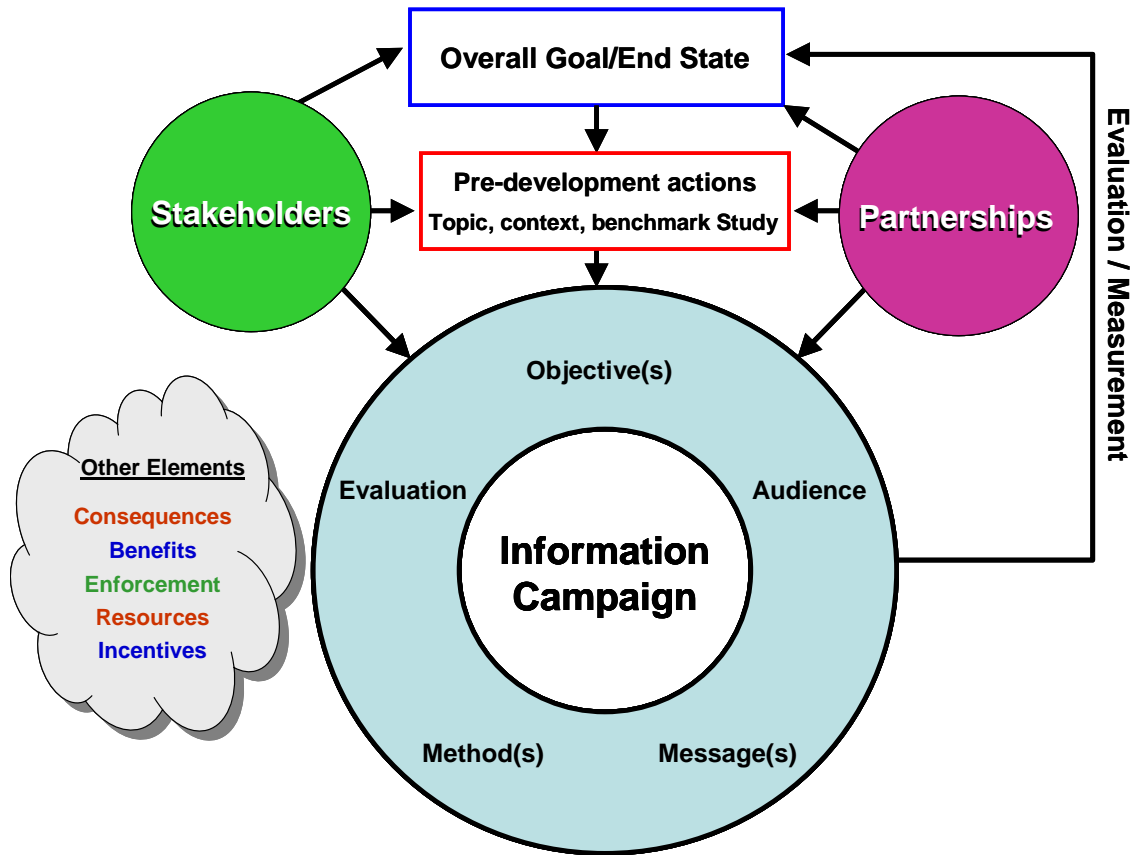 Overall Goal/End State
Pre-development actions
Topic, context, benchmark Study
Stakeholders
Partnerships
Evaluation / Measurement
Objective(s)
Evaluation
Audience
Information
Campaign
Method(s)
Message(s)
Other Elements
Consequences
Benefits
Enforcement
Resources
Incentives